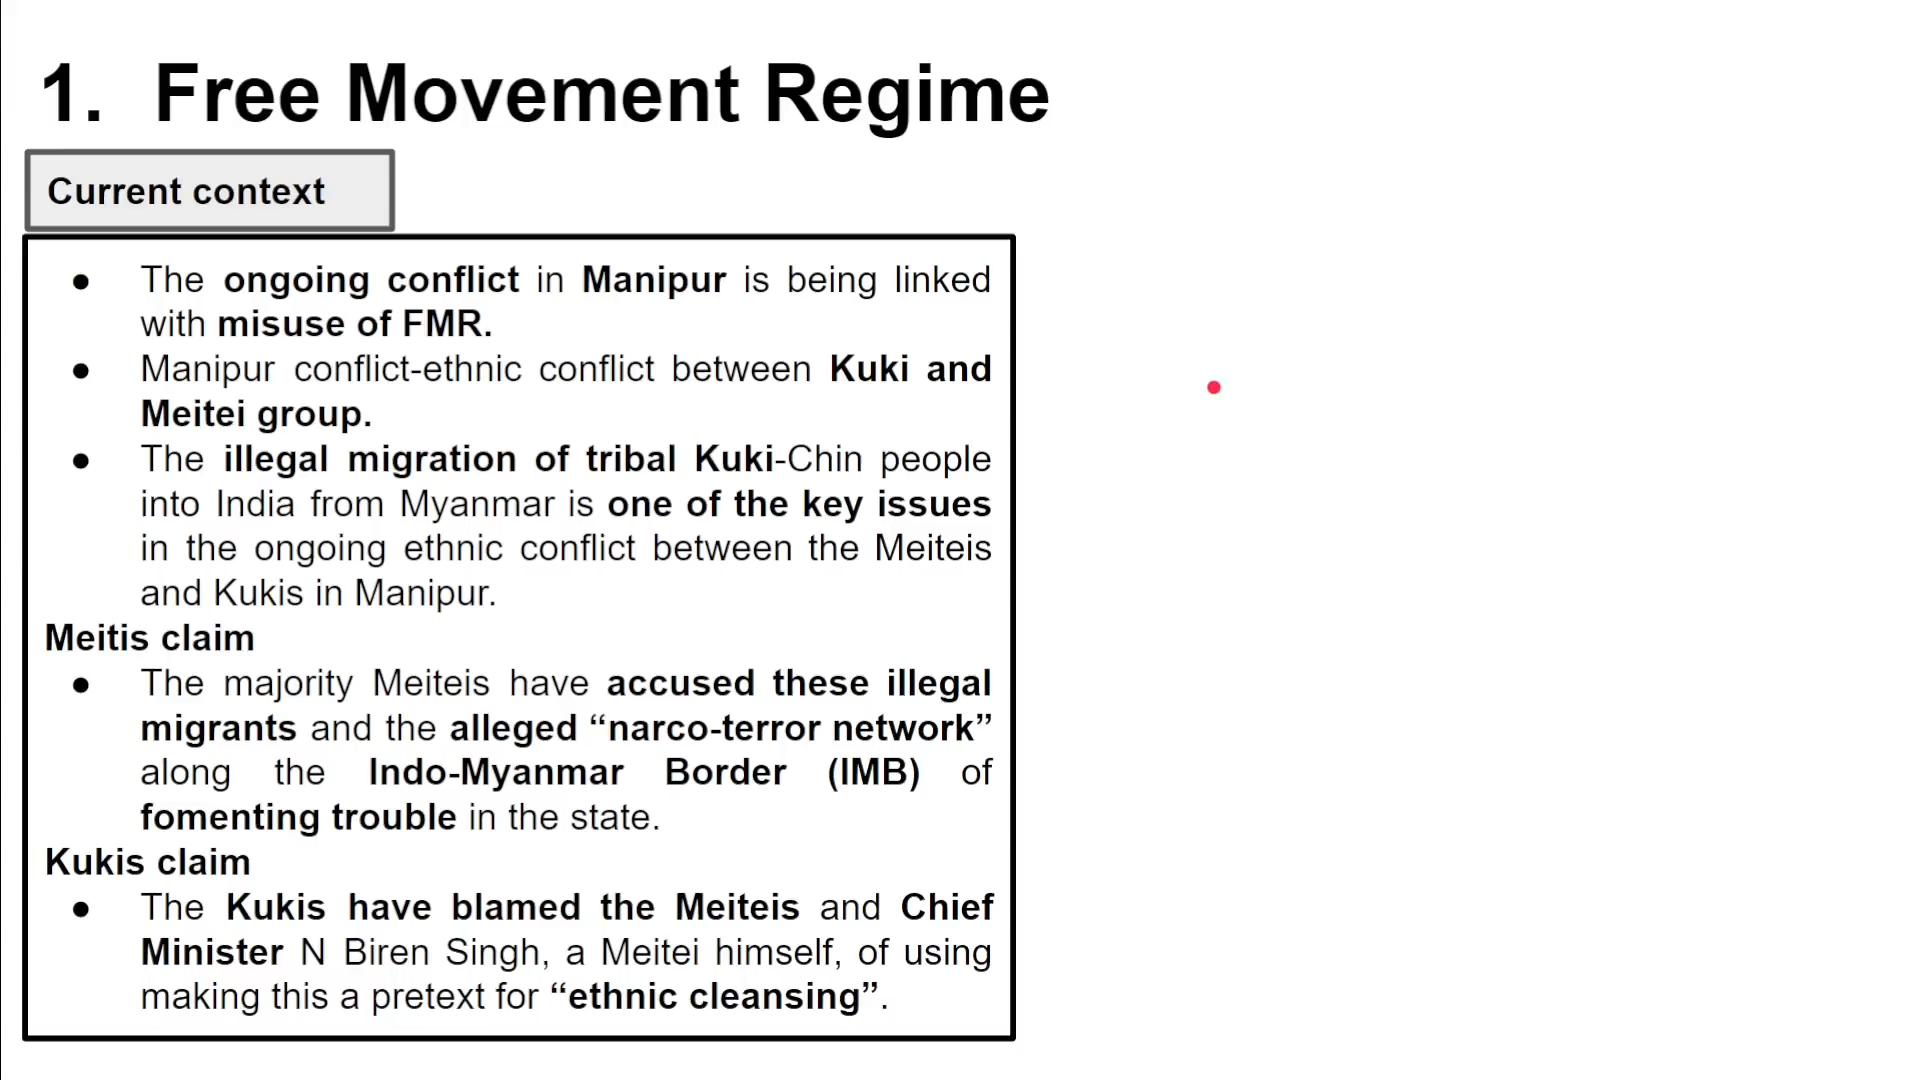 1. Free Movement Regime
Current context
● The ongoing conflict in Manipur is being linked
with misuse of FMR.
● Manipur conflict-ethnic conflict between Kuki and
Meitei group.
● The illegal migration of tribal Kuki-Chin people
into India from Myanmar is one of the key issues
in the ongoing ethnic conflict between the Meiteis
and Kukis in Manipur.
Meitis claim
● The majority Meiteis have accused these illegal
migrants and the alleged “narco-terror network”
along the Indo-Myanmar Border (IMB) of
fomenting trouble in the state.
Kukis claim
● The Kukis have blamed the Meiteis and Chief
Minister N Biren Singh, a Meitei himself, of using
making this a pretext for “ethnic cleansing”.